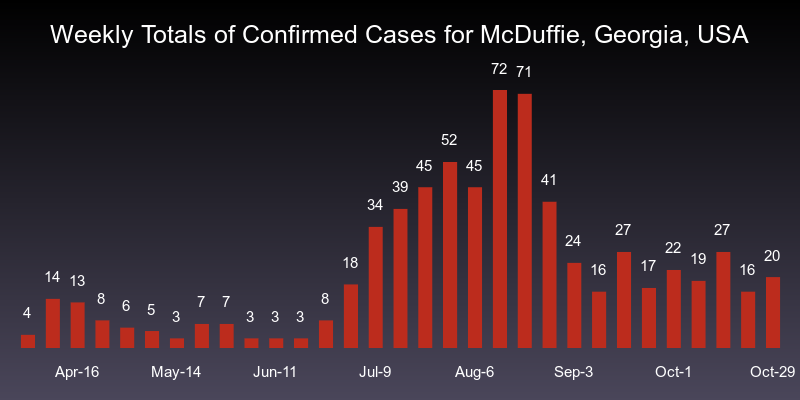 Weekly Totals of Confirmed Cases for McDuffie, Georgia, USA
4 14 13 8 6 5 3 7 7 3 3 3 8 18 34 39 45 52 45 72 71 41 24 16 27 17 22 19 27 16 20
Apr-16 May-14 Jun-11 Jul-9 Aug-6 Sep-3 Oct-1 Oct-29